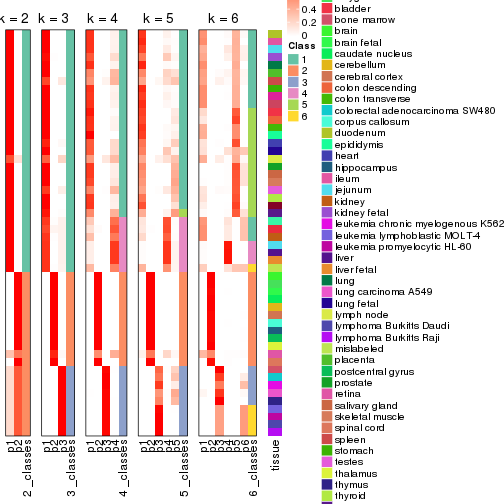 k = 2
k = 3
k = 4
k = 5
k = 6
0.4
0.2
0
Class
1
2
3
4
5
6
bladder
bone marrow
brain
brain fetal
caudate nucleus
cerebellum
cerebral cortex
colon descending
colon transverse
colorectal adenocarcinoma SW480
corpus callosum
duodenum
epididymis
heart
hippocampus
ileum
jejunum
kidney
kidney fetal
leukemia chronic myelogenous K562
leukemia lymphoblastic MOLT-4
leukemia promyelocytic HL-60
liver
liver fetal
lung
lung carcinoma A549
lung fetal
lymph node
lymphoma Burkitts Daudi
lymphoma Burkitts Raji
mislabeled
placenta
postcentral gyrus
prostate
retina
salivary gland
skeletal muscle
spinal cord
spleen
stomach
testes
thalamus
thymus
thyroid
p1
p2
2_classes
p1
p2
p3
3_classes
p1
p2
p3
p4
4_classes
p1
p2
p3
p4
p5
5_classes
p1
p2
p3
p4
p5
p6
6_classes
tissue